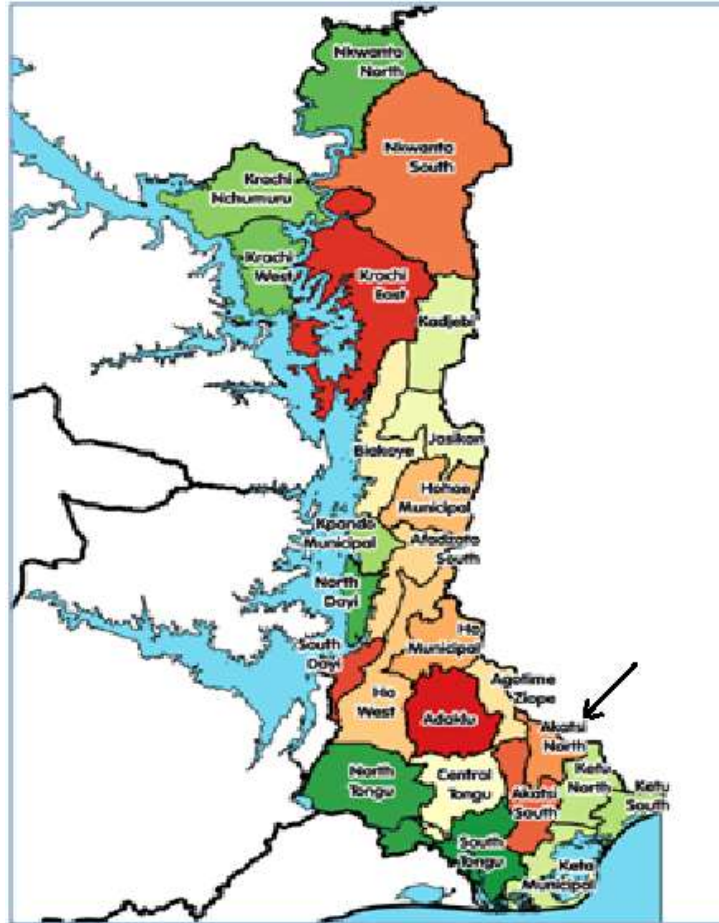 Nkwanta
North
Nkwanta
South
Krachi
Nchumuru
Krachi
West
Krachi
East
Kadjebi
Jasikan
Biakoye
Hohoe
Municipal
Kpando
Municipal
Afadzato
South
North
Dayi
South
Dayi
Ho
Municipal
Agotime
Ziope
Ho
West
Adaklu
Akatsi
North
Ketu
North
Ketu
South
North
Tongu
Central
Tongu
Akatsi
South
South
Tongu
Keta
Municipal